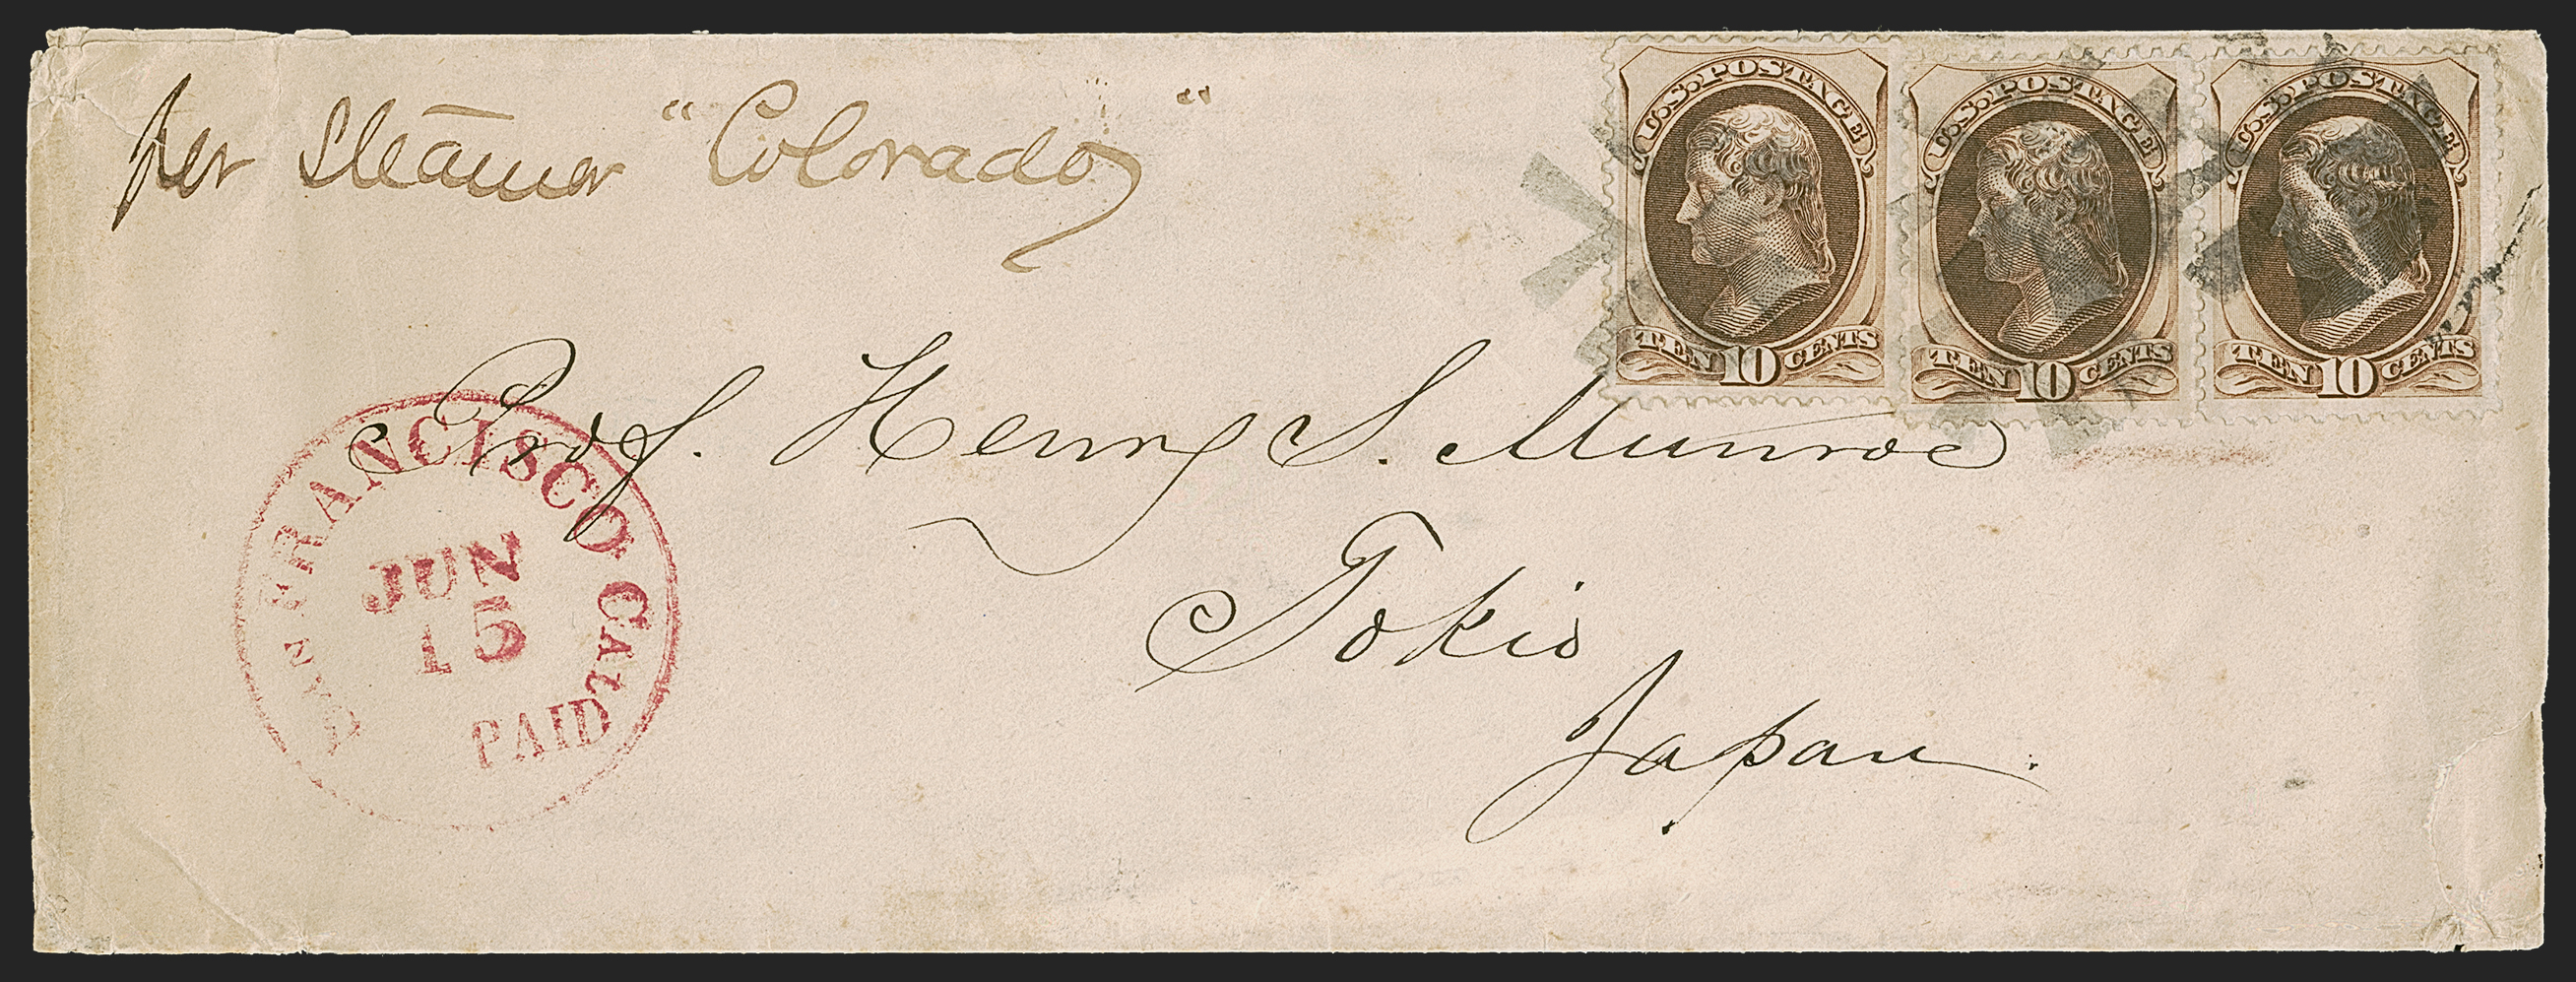 per Steamer "Colorado"
U.S. POSTAGE
TEN 10 CENTS
U.S. POSTAGE
TEN 10 CENTS
U.S. POSTAGE
TEN 10 CENTS
Prof. Henry S. Munroe
Tokio
Japan.
SAN FRANCISCO CAL
JUN
15
PAID